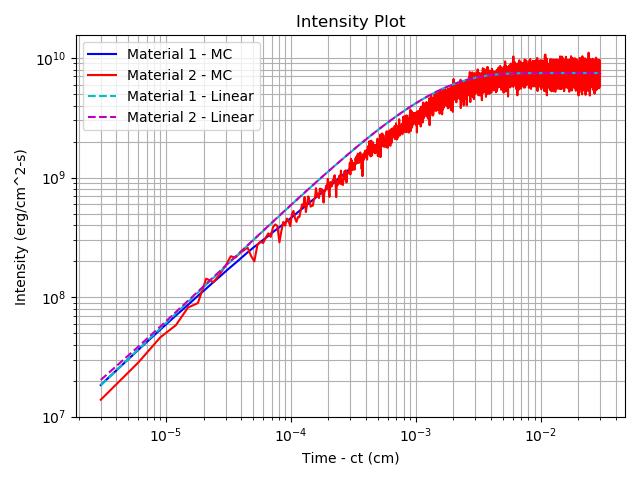 Intensity Plot
Material 1 - MC
Material 2 - MC
Material 1 - Linear
Material 2 - Linear
Intensity (erg/cm^2-s)
10^10
10^9
10^8
10^7
10^-5 10^-4 10^-3 10^-2
Time - ct (cm)